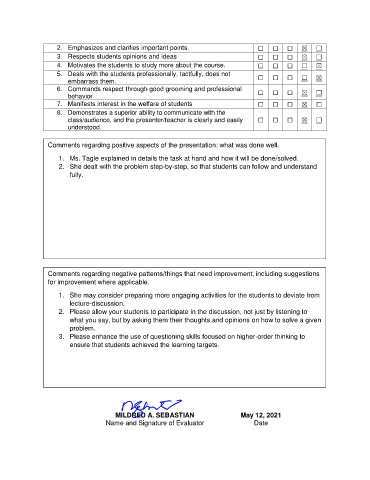 2. Emphasizes and clarifies important points. ☐ ☐ ☐ ☒ ☐
3. Respects students opinions and ideas ☐ ☐ ☐ ☒ ☐
4. Motivates the students to study more about the course. ☐ ☐ ☐ ☐ ☒
5. Deals with the students professionally, tactfully, does not
embarrass them. ☐ ☐ ☐ ☐ ☒
6. Commands respect through good grooming and professional
behavior ☐ ☐ ☐ ☒ ☐
7. Manifests interest in the welfare of students ☐ ☐ ☐ ☒ ☐
8. Demonstrates a superior ability to communicate with the
class/audience, and the presenter/teacher is clearly and easily
understood. ☐ ☐ ☐ ☒ ☐
Comments regarding positive aspects of the presentation; what was done well.
1. Ms. Tagle explained in details the task at hand and how it will be done/solved.
2. She dealt with the problem step-by-step, so that students can follow and understand
fully.
Comments regarding negative patterns/things that need improvement, including suggestions
for improvement where applicable.
1. She may consider preparing more engaging activities for the students to deviate from
lecture-discussion.
2. Please allow your students to participate in the discussion, not just by listening to
what you say, but by asking them their thoughts and opinions on how to solve a given
problem.
3. Please enhance the use of questioning skills focused on higher-order thinking to
ensure that students achieved the learning targets.
MILDRED A. SEBASTIAN May 12, 2021
Name and Signature of Evaluator Date